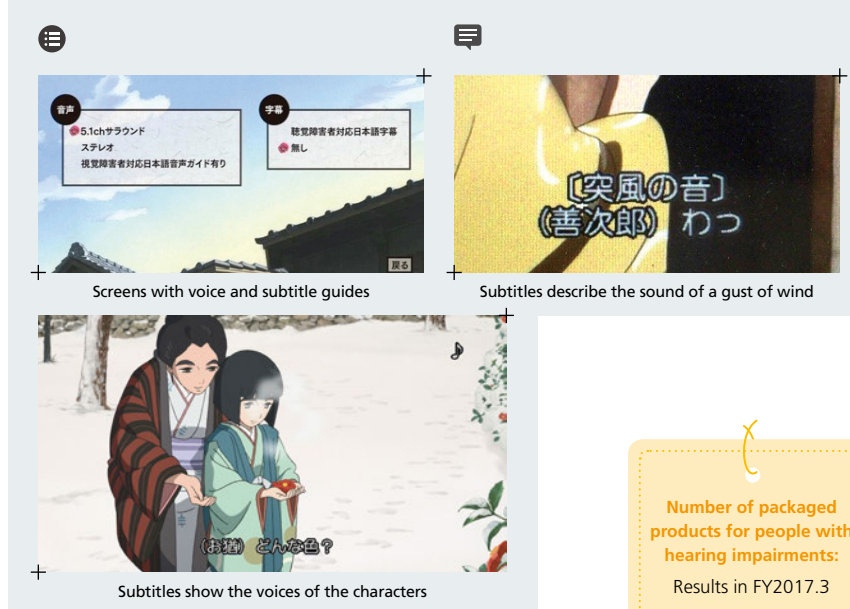 音声
5.1chサラウンド
ステレオ
視覚障害者対応日本語音声ガイド有り
字幕
聴覚障害者対応日本語字幕
無し
戻る
Screens with voice and subtitle guides
〔突風の音〕
(善次郎) わっ
Subtitles describe the sound of a gust of wind
♪
(お猶) どんな色?
Subtitles show the voices of the characters
Number of packaged
products for people with
hearing impairments:
Results in FY2017.3